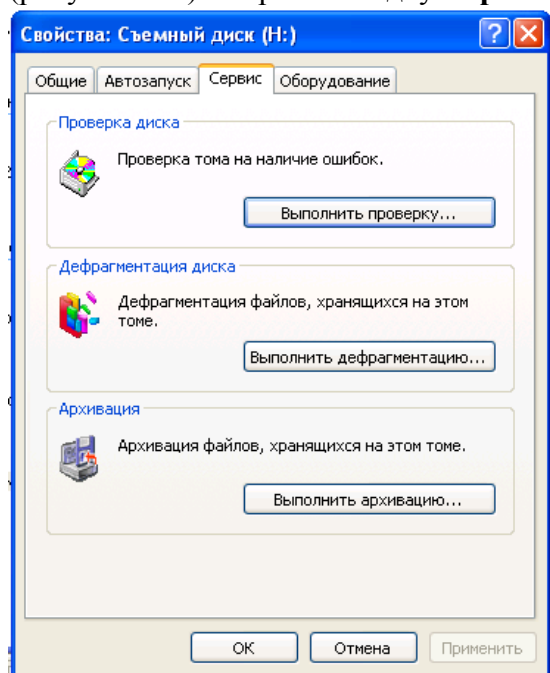 Свойства: Съемный диск (H:)
Общие Автозапуск Сервис Оборудование
Проверка диска
Проверка тома на наличие ошибок.
Выполнить проверку...
Дефрагментация диска
Дефрагментация файлов, хранящихся на этом
томе.
Выполнить дефрагментацию...
Архивация
Архивация файлов, хранящихся на этом томе.
Выполнить архивацию...
ОК Отмена Применить